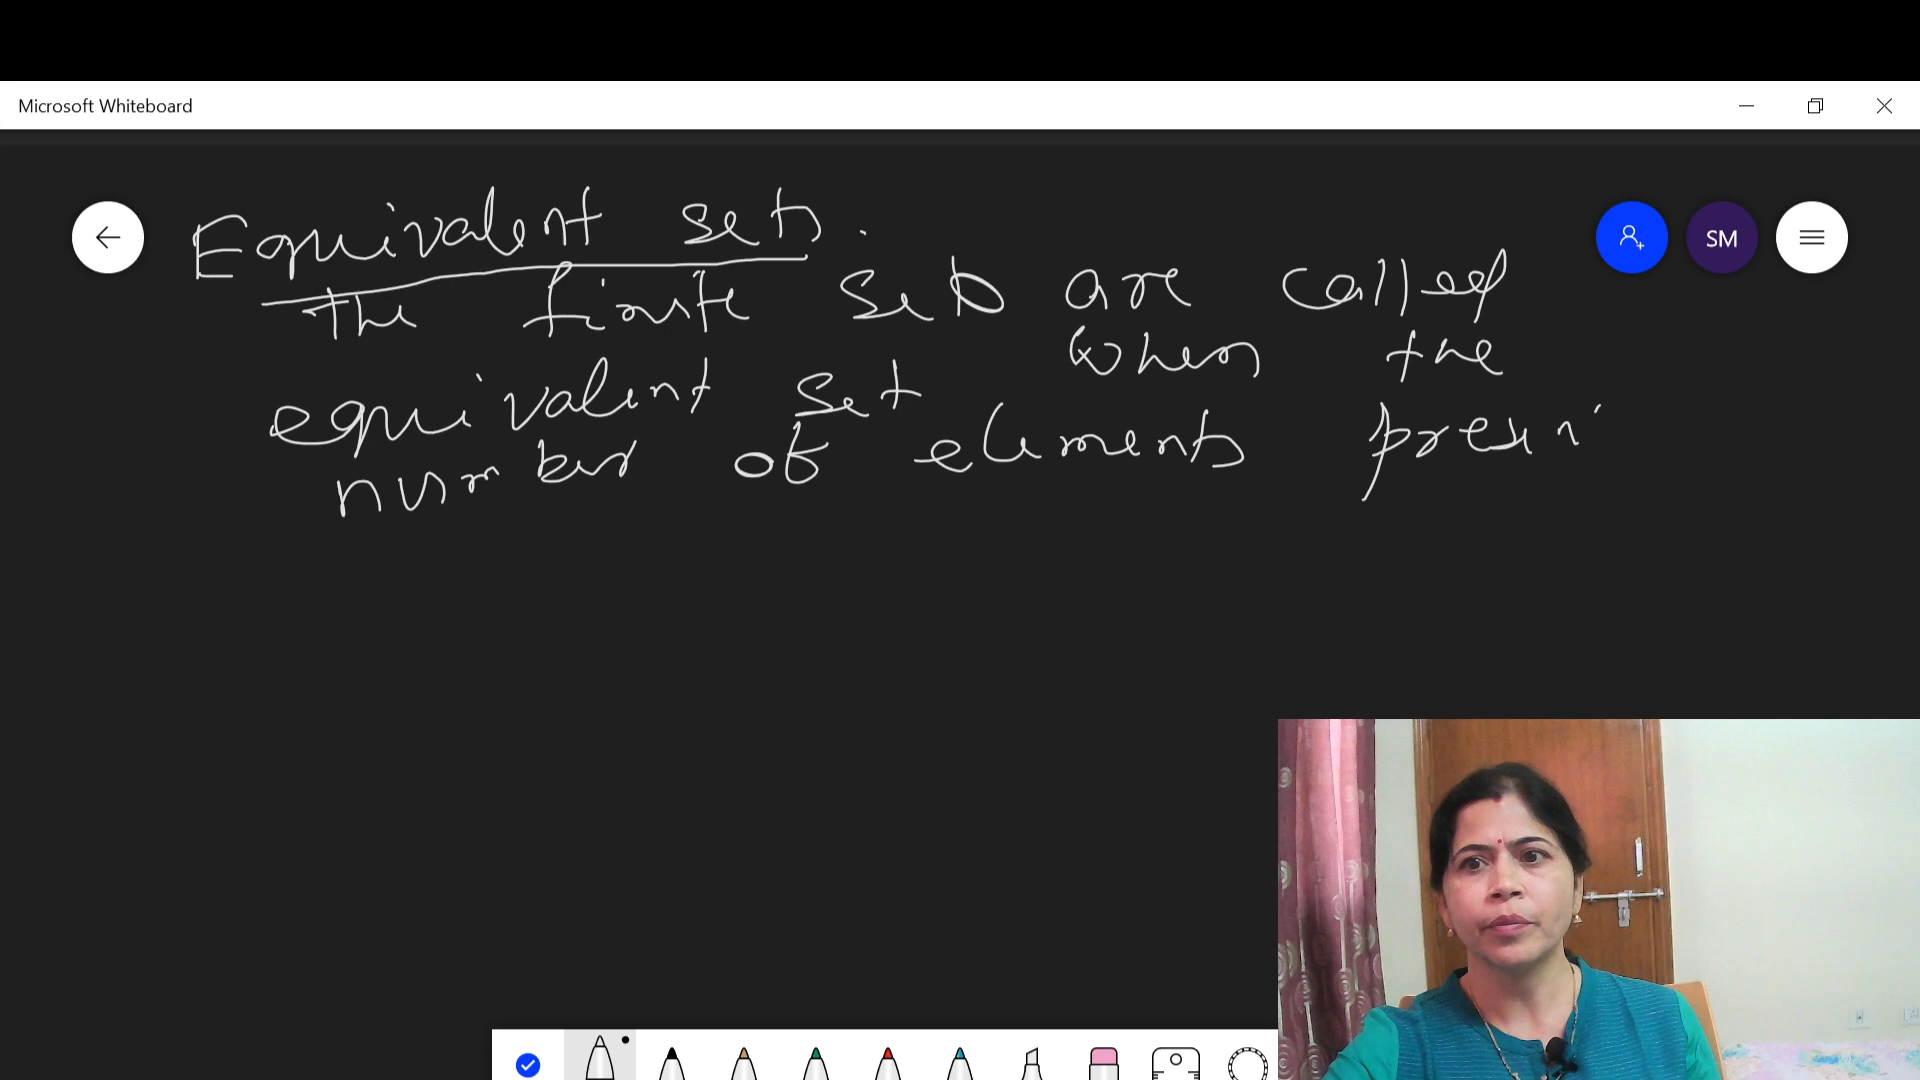 Microsoft Whiteboard
Equivalent sets.
SM
The finite sets are called
equivalent set when the
number of elements presen